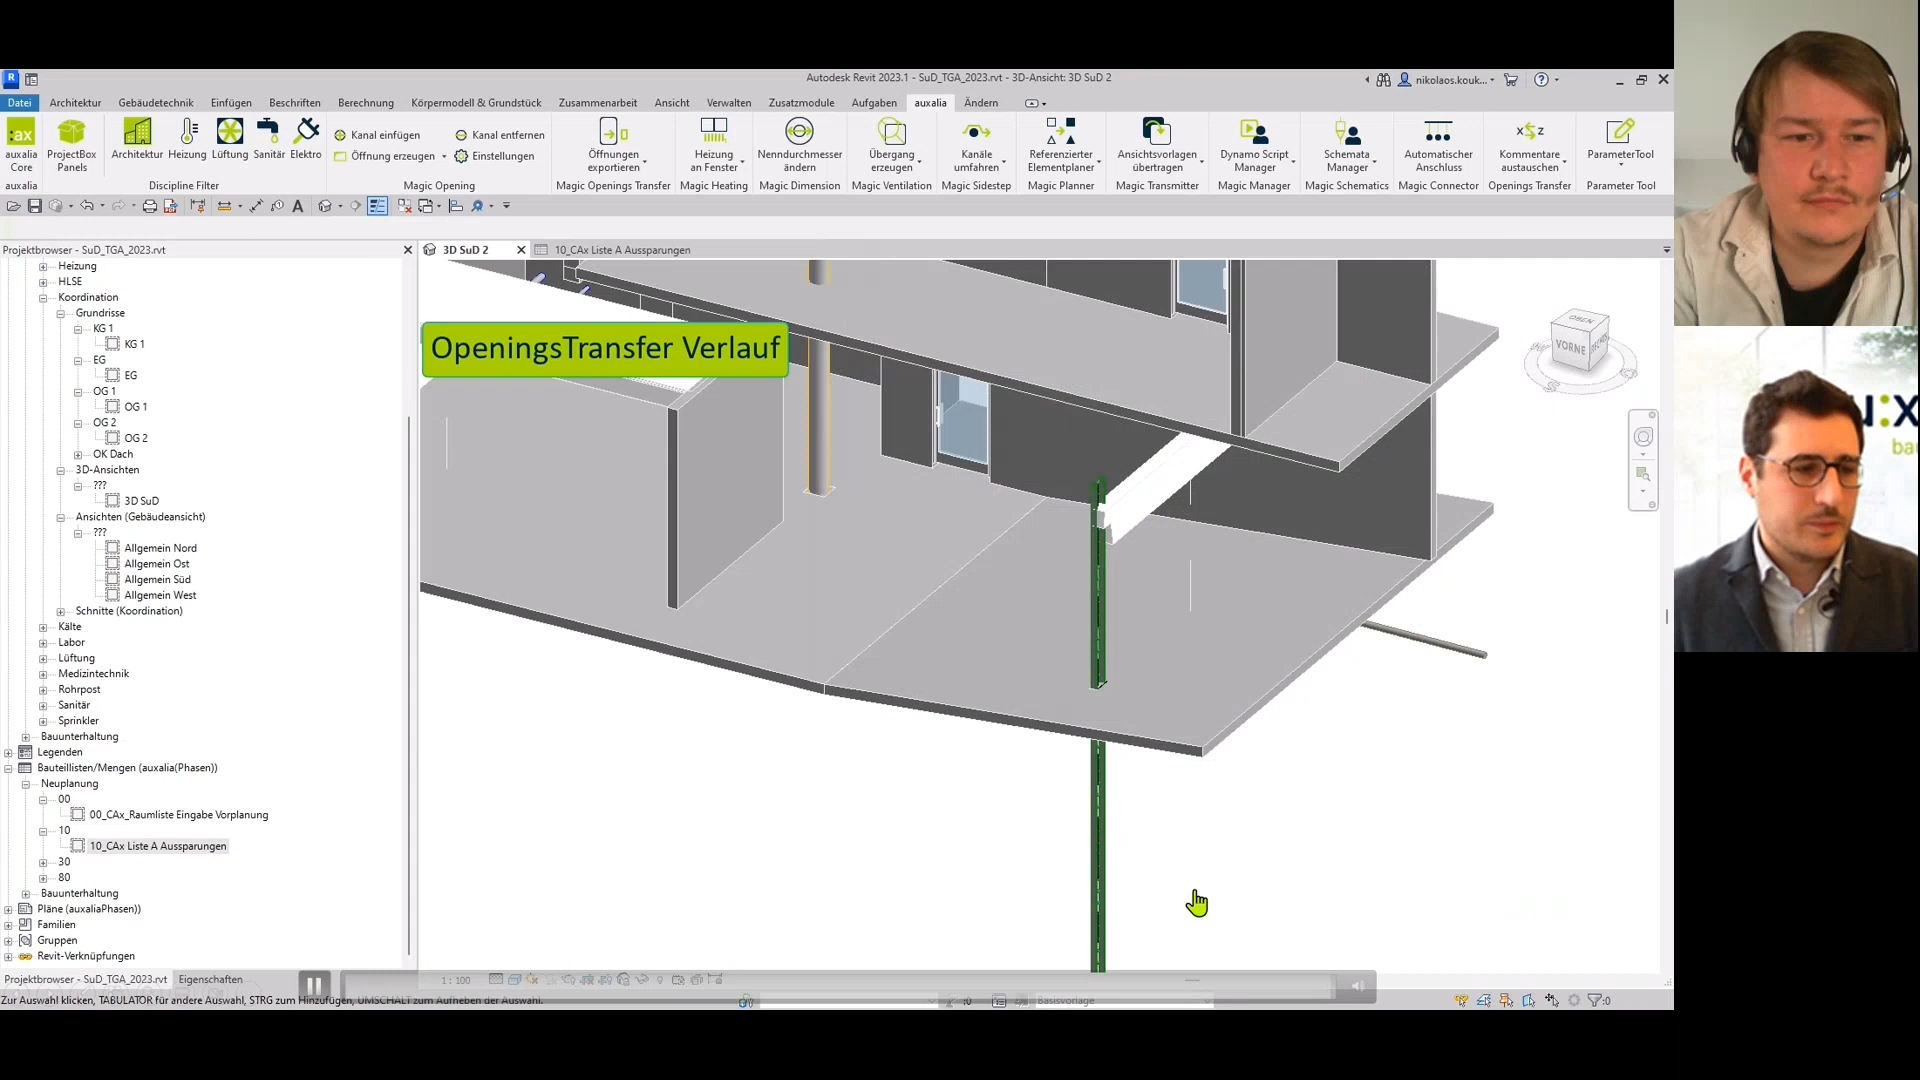 Autodesk Revit 2023.1 - SuD_TGA_2023.rvt - 3D-Ansicht: 3D SuD 2
nikolaos.kouk...
Datei Architektur Gebäudetechnik Einfügen Beschriften Berechnung Körpermodell & Grundstück Zusammenarbeit Ansicht Verwalten Zusatzmodule Aufgaben auxalia Ändern
:ax
auxalia Core
ProjektBox Panels
Architektur Heizung Lüftung Sanitär Elektro
Kanal einfügen
Kanal entfernen
Öffnung erzeugen
Einstellungen
Öffnungen exportieren
Heizung an Fenster
Nenndurchmesser ändern
Übergang erzeugen
Kanäle umfahren
Referenzierter Elementplaner
Ansichtsvorlagen übertragen
Dynamo Script Manager
Schemata Manager
Automatischer Anschluss
Kommentare austauschen
ParameterTool
auxalia Discipline Filter Magic Opening Magic Openings Transfer Magic Heating Magic Dimension Magic Ventilation Magic Sidestep Magic Planner Magic Transmitter Magic Manager Magic Schematics Magic Connector Openings Transfer Parameter Tool
Projektbrowser - SuD_TGA_2023.rvt
3D SuD 2
10_CAx Liste A Aussparungen
Heizung
HLSE
Koordination
Grundrisse
KG 1
KG 1
EG
EG
OG 1
OG 1
OG 2
OG 2
OK Dach
3D-Ansichten
???
3D SuD
Ansichten (Gebäudeansicht)
???
Allgemein Nord
Allgemein Ost
Allgemein Süd
Allgemein West
Schnitte (Koordination)
Kälte
Labor
Lüftung
Medizintechnik
Rohrpost
Sanitär
Sprinkler
Bauunterhaltung
Legenden
Bauteillisten/Mengen (auxalia(Phasen))
Neuplanung
00
00_CAx_Raumliste Eingabe Vorplanung
10
10_CAx Liste A Aussparungen
30
80
Bauunterhaltung
Pläne (auxaliaPhasen))
Familien
Gruppen
Revit-Verknüpfungen
OpeningsTransfer Verlauf
OBEN
VORNE
S
u:x
bau
Projektbrowser - SuD_TGA_2023.rvt
Eigenschaften
1 : 100
Zur Auswahl klicken, TABULATOR für andere Auswahl, STRG zum Hinzufügen, UMSCHALT zum Aufheben der Auswahl.
:0
Basisvorlage
:0